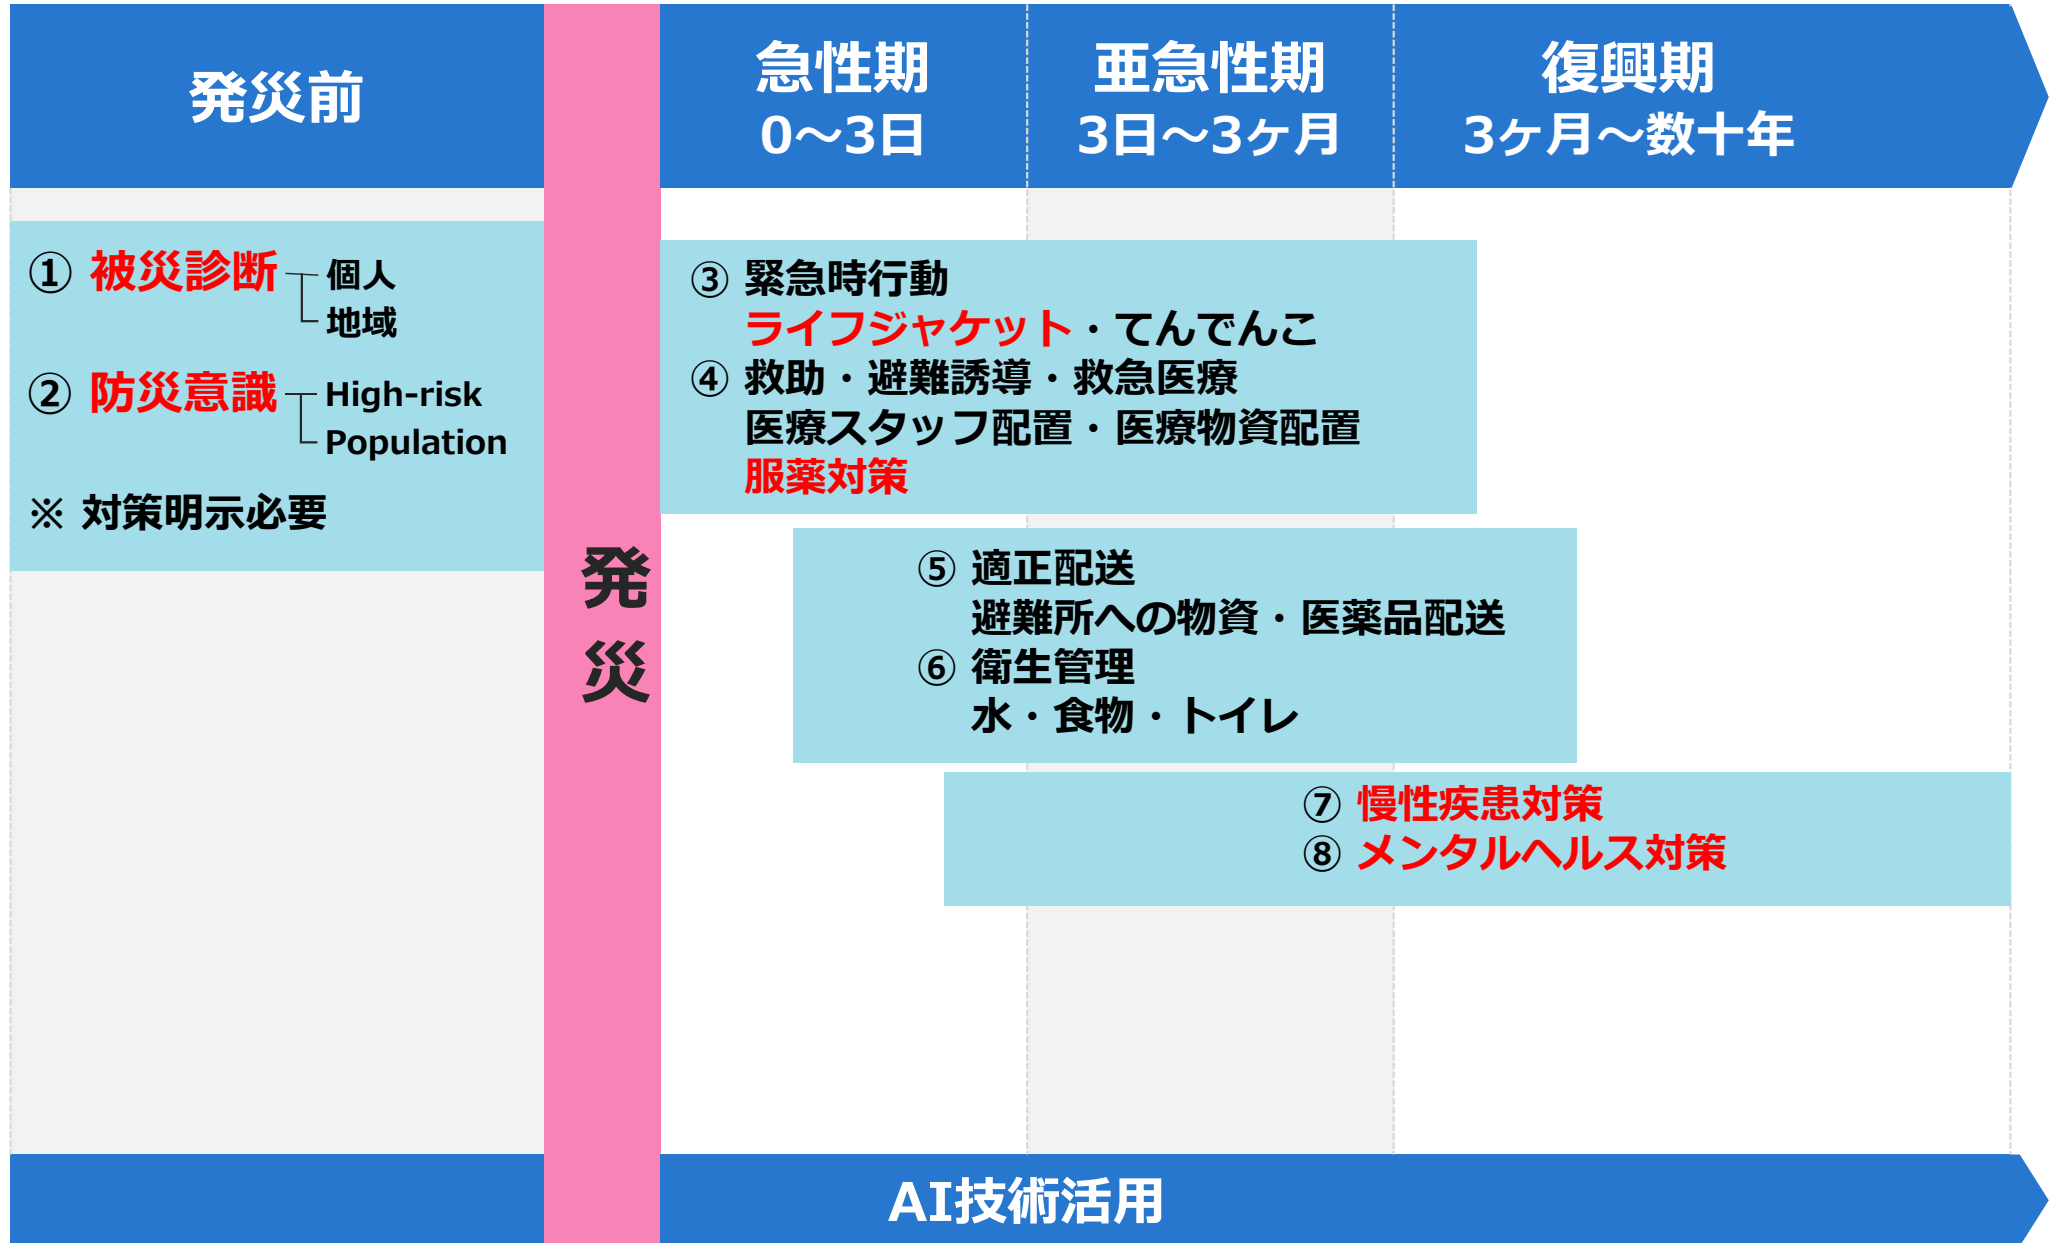 発災前
急性期
0～3日
亜急性期
3日～3ヶ月
復興期
3ヶ月～数十年
① 被災診断 個人
地域
② 防災意識 High-risk
Population
※ 対策明示必要
発
災
③ 緊急時行動
ライフジャケット・てんでんこ
④ 救助・避難誘導・救急医療
医療スタッフ配置・医療物資配置
服薬対策
⑤ 適正配送
避難所への物資・医薬品配送
⑥ 衛生管理
水・食物・トイレ
⑦ 慢性疾患対策
⑧ メンタルヘルス対策
AI技術活用